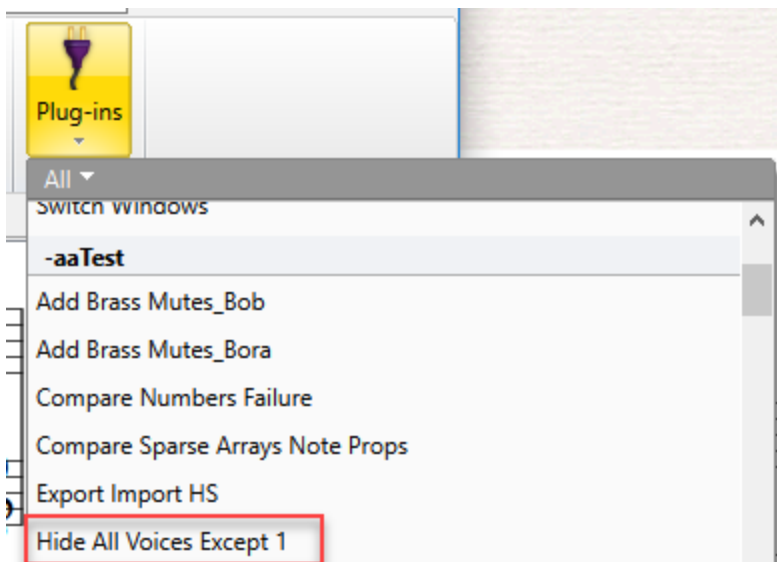 Plug-ins
All
Switch Windows
-aaTest
Add Brass Mutes_Bob
Add Brass Mutes_Bora
Compare Numbers Failure
Compare Sparse Arrays Note Props
Export Import HS
Hide All Voices Except 1